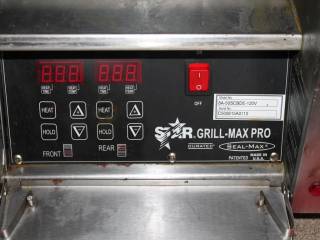 888 888
HEAT HEAT
HOLD HOLD
OFF
STAR GRILL-MAX PRO
DURATEC SEAL-MAX
FRONT REAR
PATENTED MADE IN U.S.A.